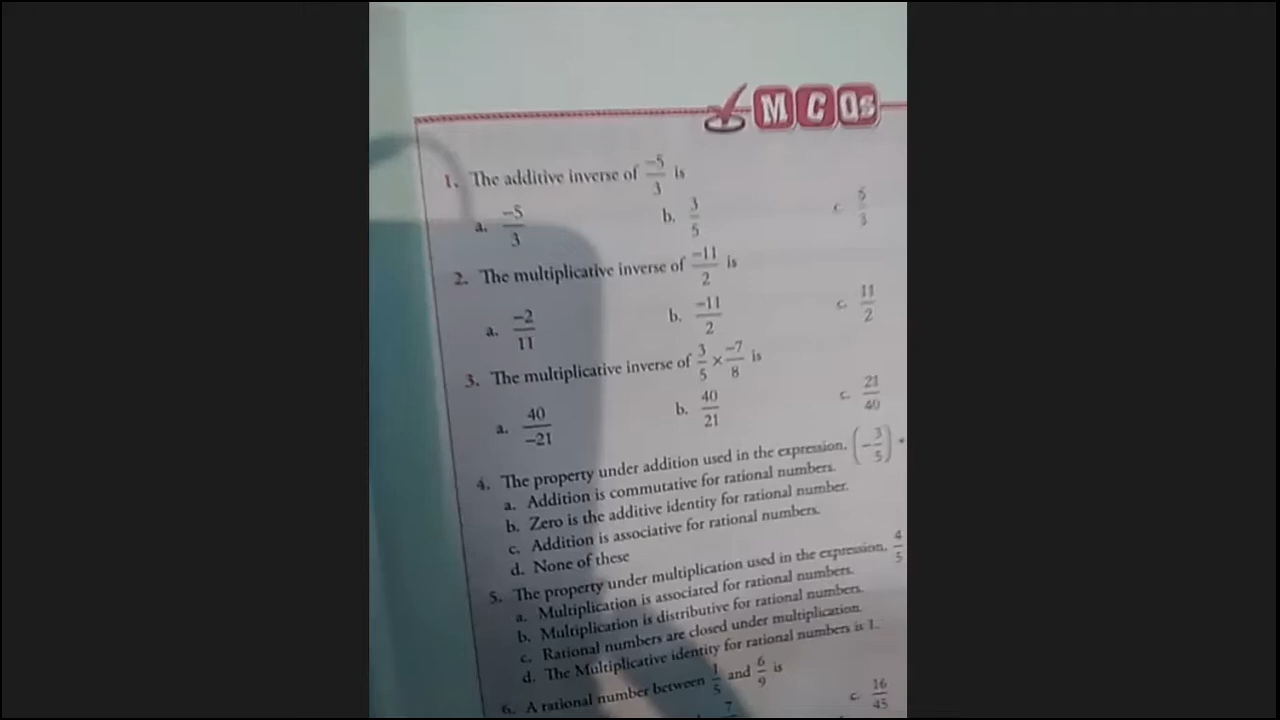 MCQs
1. The additive inverse of -5/3 is
a. -5/3 b. 3/5 c. 5/3
2. The multiplicative inverse of -11/2 is
a. -2/11 b. -11/2 c. 11/2
3. The multiplicative inverse of 3/5 × -7/8 is
a. 40/-21 b. 40/21 c. 21/40
4. The property under addition used in the expression, (-3/5) +
a. Addition is commutative for rational numbers.
b. Zero is the additive identity for rational number.
c. Addition is associative for rational numbers.
d. None of these
5. The property under multiplication used in the expression, 4/5
a. Multiplication is associated for rational numbers.
b. Multiplication is distributive for rational numbers.
c. Rational numbers are closed under multiplication.
d. The Multiplicative identity for rational numbers is 1.
6. A rational number between 1/5 and 6/9 is
7 c. 16/45